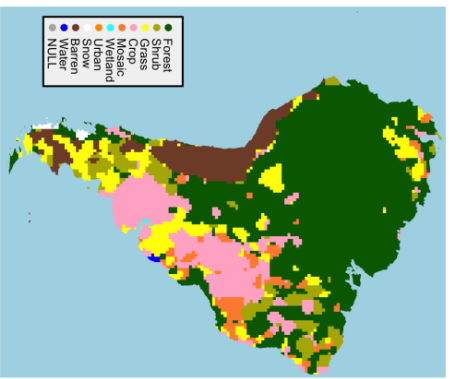 Forest
Shrub
Grass
Crop
Mosaic
Wetland
Urban
Snow
Barren
Water
NULL